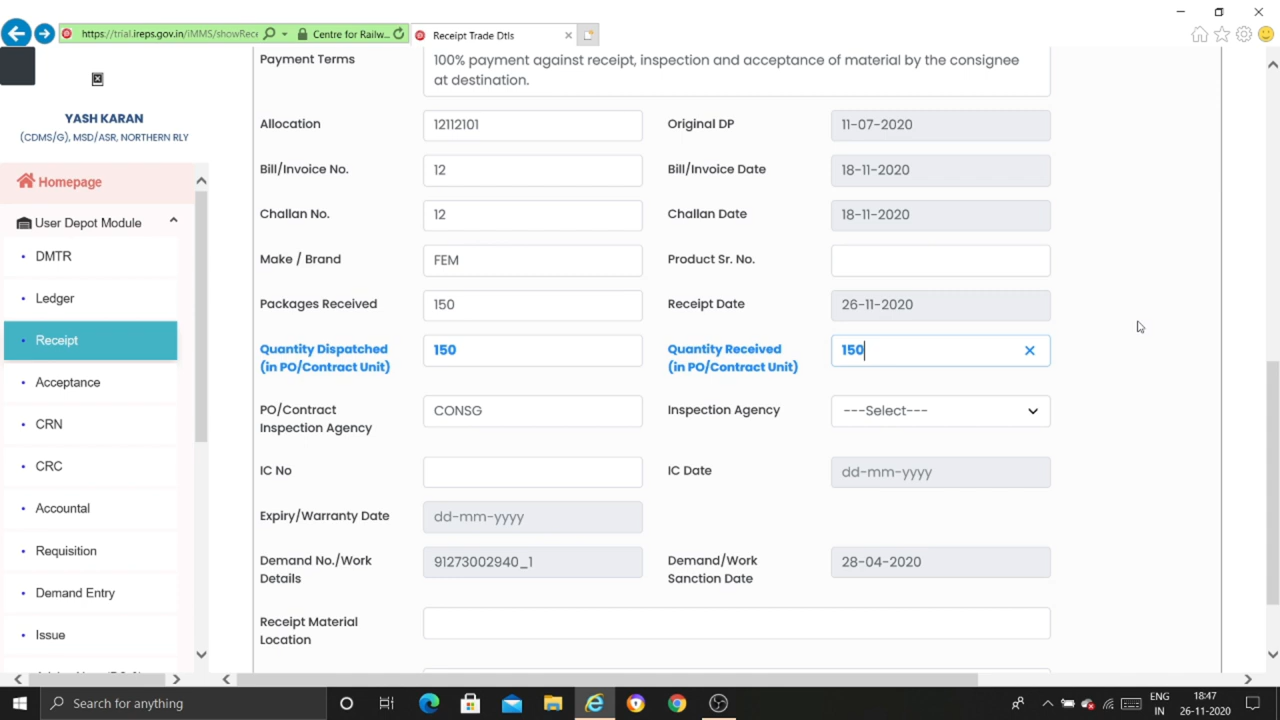 https://trial.ireps.gov.in/iMMS/showRece
Centre for Railw...
Receipt Trade Dtls
YASH KARAN
(CDMS/G), MSD/ASR, NORTHERN RLY
Homepage
User Depot Module
DMTR
Ledger
Receipt
Acceptance
CRN
CRC
Accountal
Requisition
Demand Entry
Issue
Payment Terms
100% payment against receipt, inspection and acceptance of material by the consignee
at destination.
Allocation
12112101
Original DP
11-07-2020
Bill/Invoice No.
12
Bill/Invoice Date
18-11-2020
Challan No.
12
Challan Date
18-11-2020
Make / Brand
FEM
Product Sr. No.
Packages Received
150
Receipt Date
26-11-2020
Quantity Dispatched
(in PO/Contract Unit)
150
Quantity Received
(in PO/Contract Unit)
150
PO/Contract
Inspection Agency
CONSG
Inspection Agency
---Select---
IC No
IC Date
dd-mm-yyyy
Expiry/Warranty Date
dd-mm-yyyy
Demand No./Work
Details
91273002940_1
Demand/Work
Sanction Date
28-04-2020
Receipt Material
Location
Search for anything
ENG
IN
18:47
26-11-2020